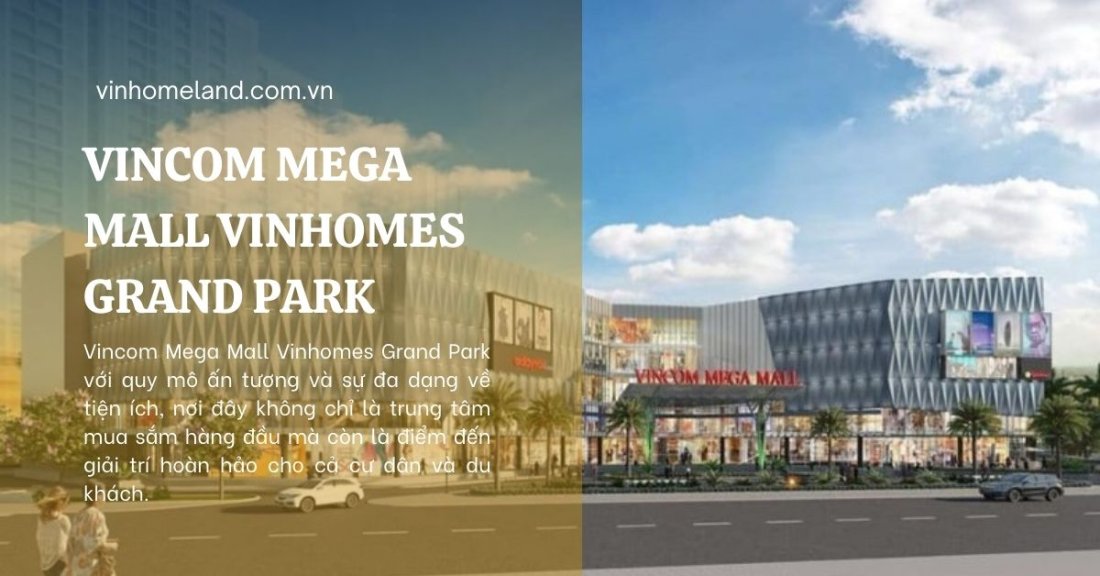 vinhomeland.com.vn
VINCOM MEGA
MALL VINHOMES
GRAND PARK
Vincom Mega Mall Vinhomes Grand Park
với quy mô ấn tượng và sự đa dạng về
tiện ích, nơi đây không chỉ là trung tâm
mua sắm hàng đầu mà còn là điểm đến
giải trí hoàn hảo cho cả cư dân và du
khách.
VINCOM MEGA MALL